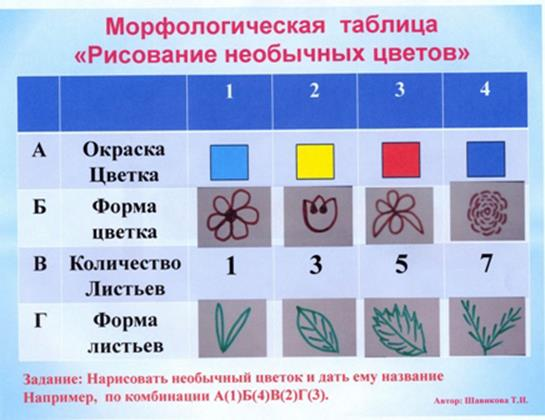 Морфологическая таблица
«Рисование необычных цветов»
1 2 3 4
А Окраска
Цветка
Б Форма
цветка
В Количество
Листьев 1 3 5 7
Г Форма
листьев
Задание: Нарисовать необычный цветок и дать ему название
Например, по комбинации А(1)Б(4)В(2)Г(3).
Автор: Шавикова Т.И.